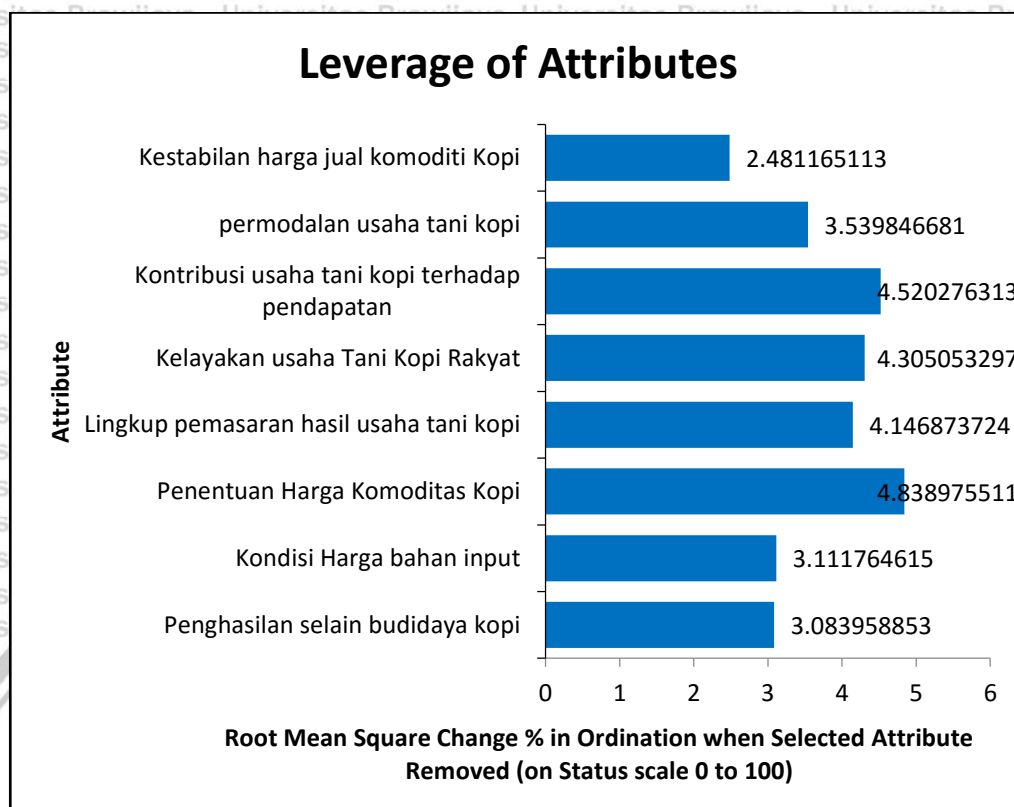 Leverage of Attributes
Kestabilan harga jual komoditi Kopi
2.481165113
permodalan usaha tani kopi
3.539846681
Kontribusi usaha tani kopi terhadap
pendapatan
4.520276313
Kelayakan usaha Tani Kopi Rakyat
4.305053297
Lingkup pemasaran hasil usaha tani kopi
4.146873724
Penentuan Harga Komoditas Kopi
4.838975511
Kondisi Harga bahan input
3.111764615
Penghasilan selain budidaya kopi
3.083958853
Attribute
0 1 2 3 4 5 6
Root Mean Square Change % in Ordination when Selected Attribute
Removed (on Status scale 0 to 100)